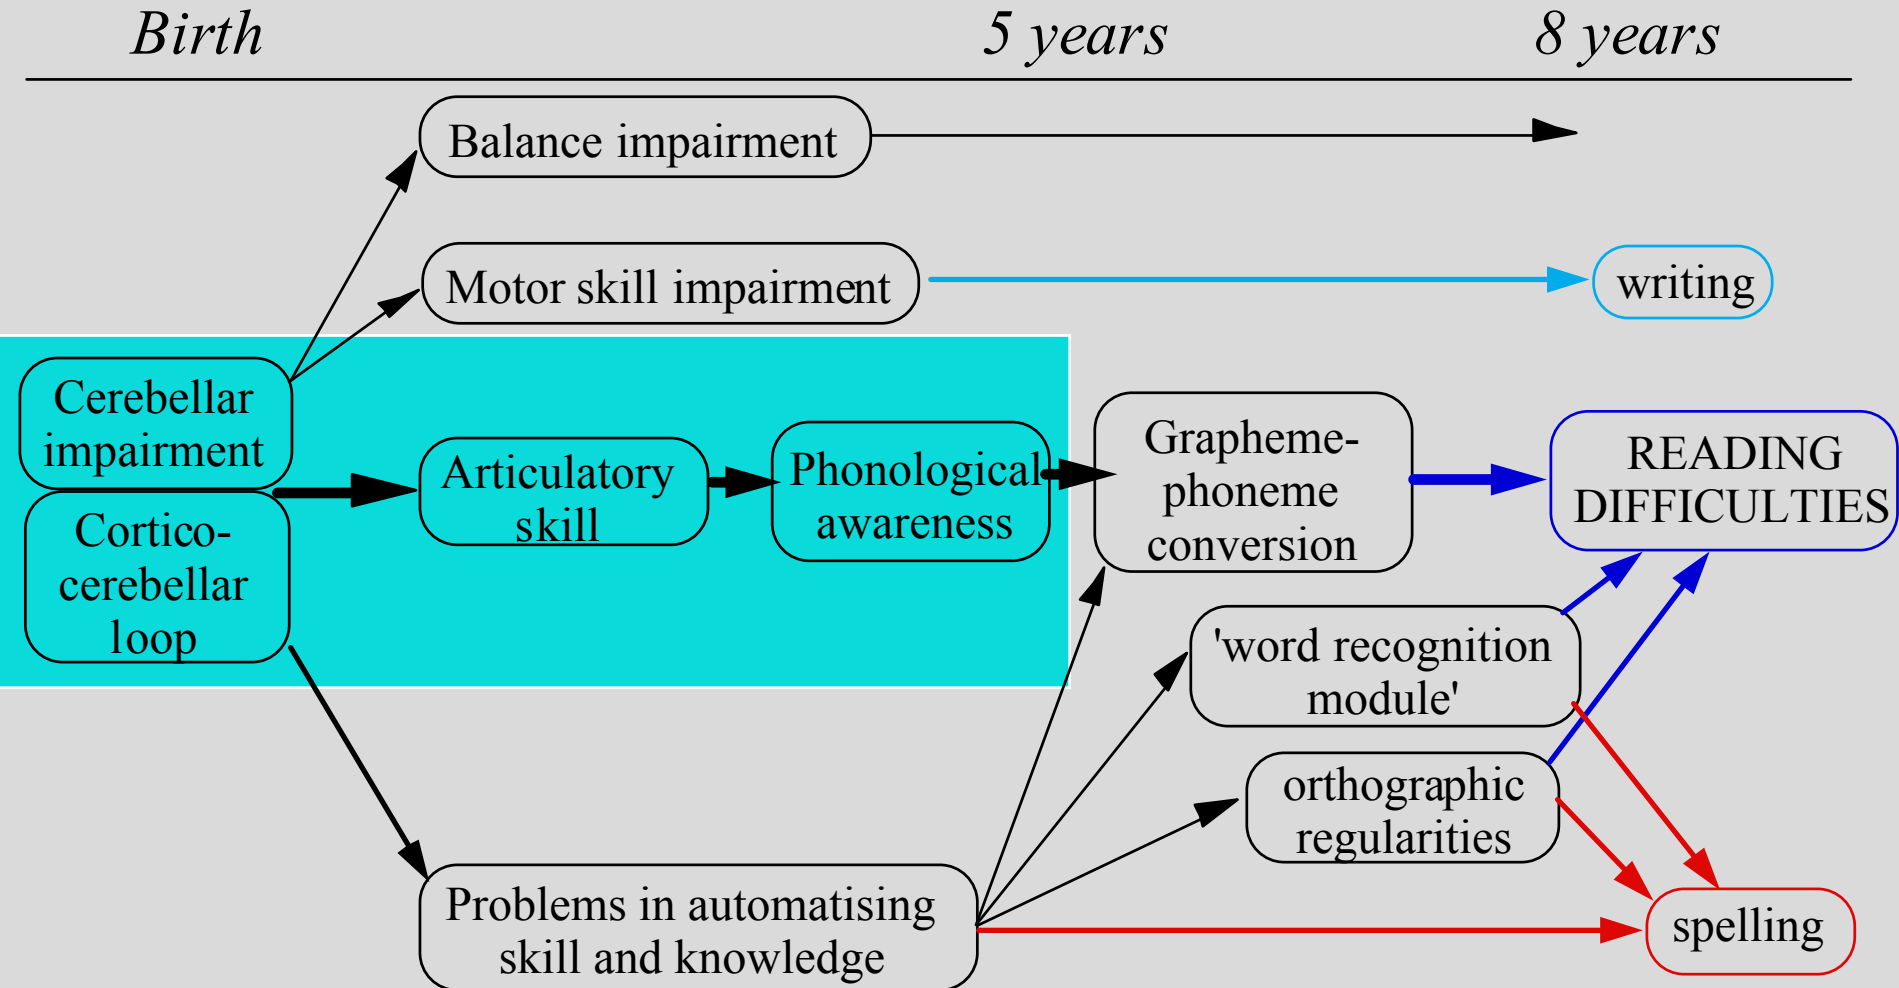 Birth 5 years 8 years
Balance impairment
Motor skill impairment
writing
Cerebellar
impairment
Cortico-
cerebellar
loop
Articulatory
skill
Phonological
awareness
Grapheme-
phoneme
conversion
READING
DIFFICULTIES
'word recognition
module'
orthographic
regularities
Problems in automatising
skill and knowledge
spelling